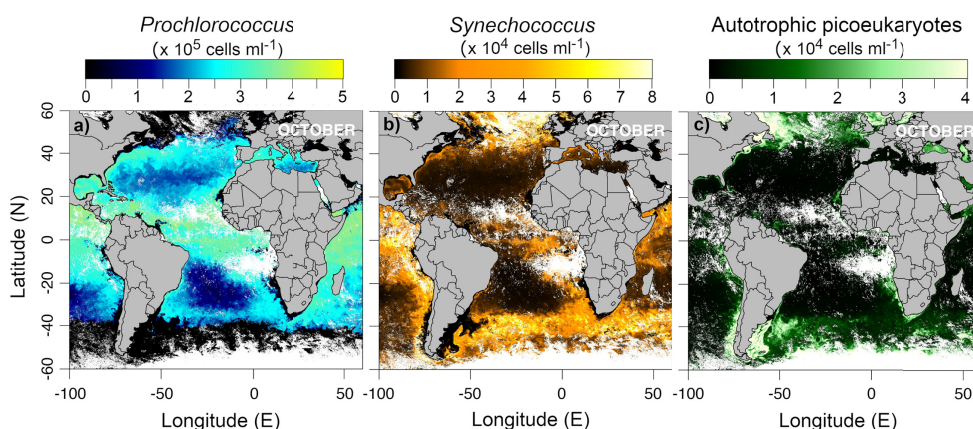 Prochlorococcus
(x 10⁵ cells ml⁻¹)
0 1 2 3 4 5
Synechococcus
(x 10⁴ cells ml⁻¹)
0 1 2 3 4 5 6 7 8
Autotrophic picoeukaryotes
(x 10⁴ cells ml⁻¹)
0 1 2 3 4
60
40
20
0
-20
-40
-60
Latitude (N)
a)
OCTOBER
b)
OCTOBER
c)
OCTOBER
-100 -50 0 50
Longitude (E)
-100 -50 0 50
Longitude (E)
-100 -50 0 50
Longitude (E)